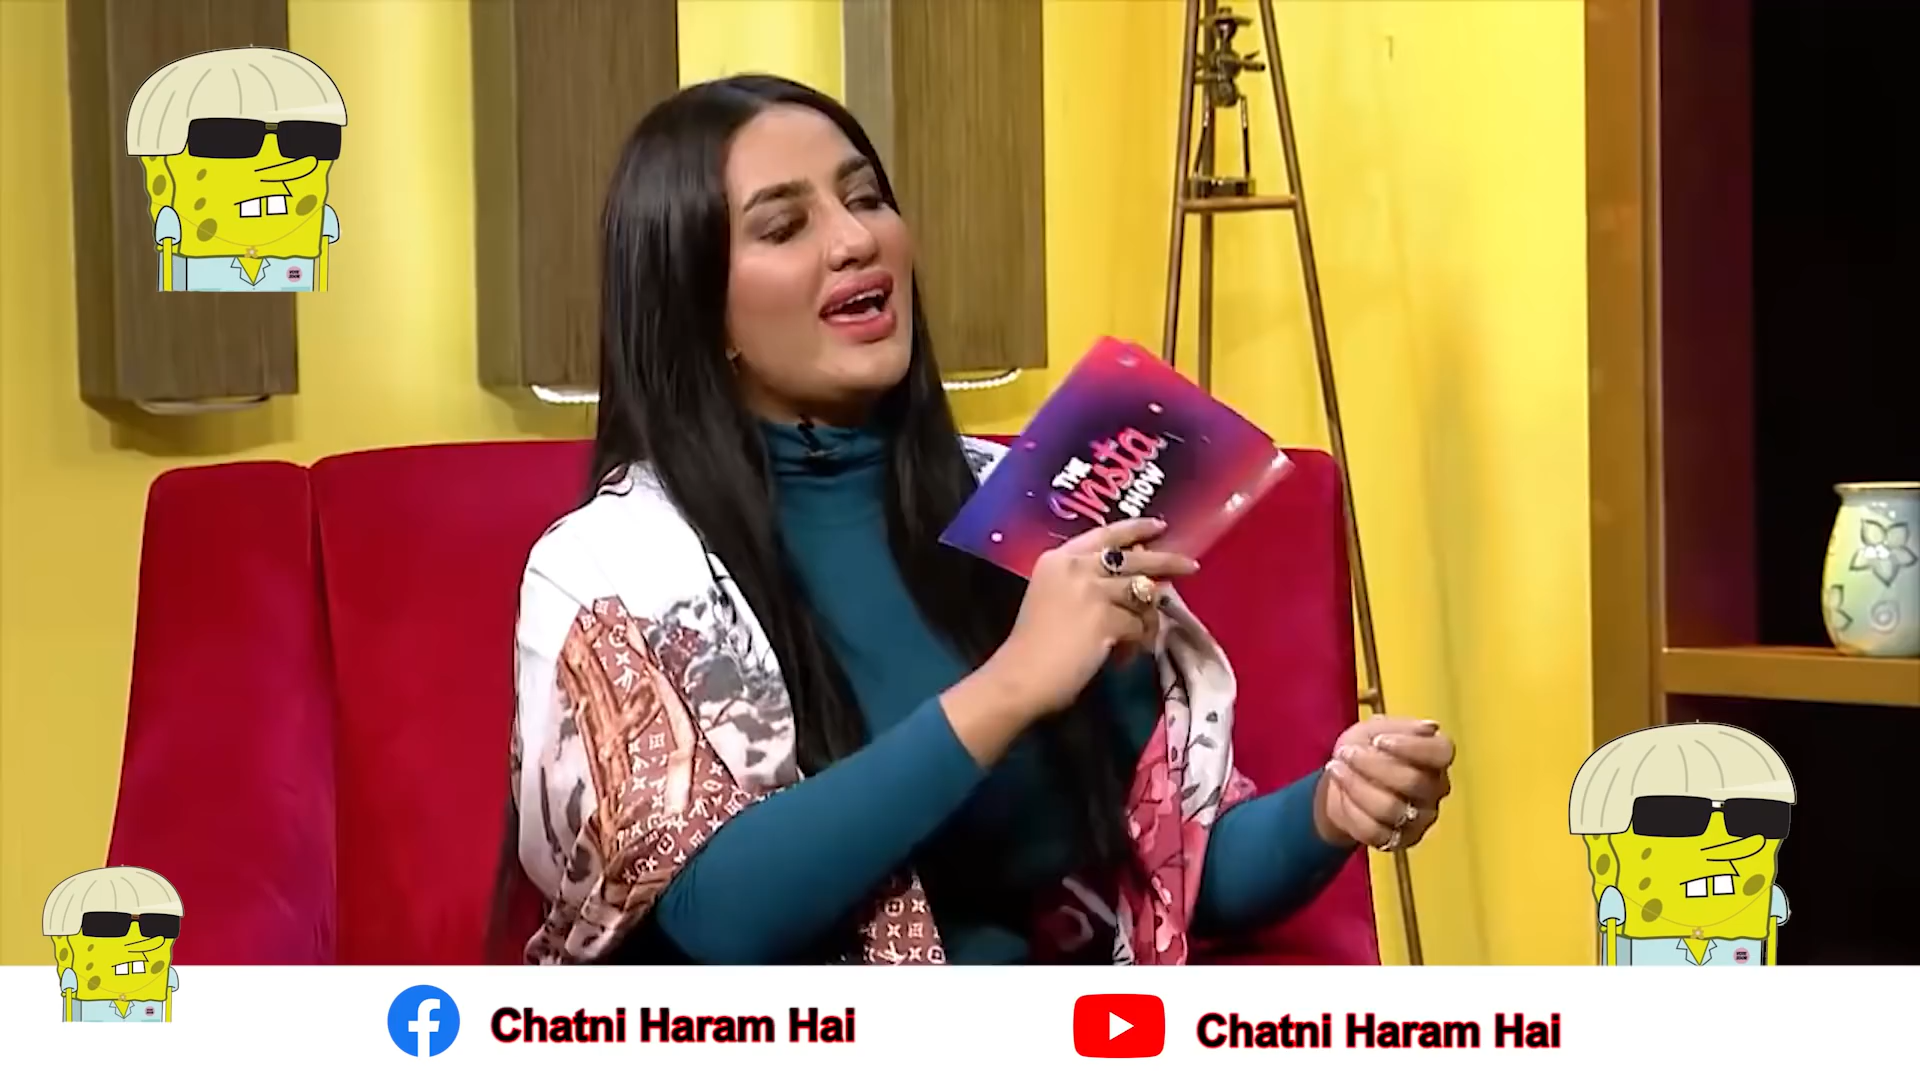 THE
Insta
SHOW
Chatni Haram Hai
Chatni Haram Hai